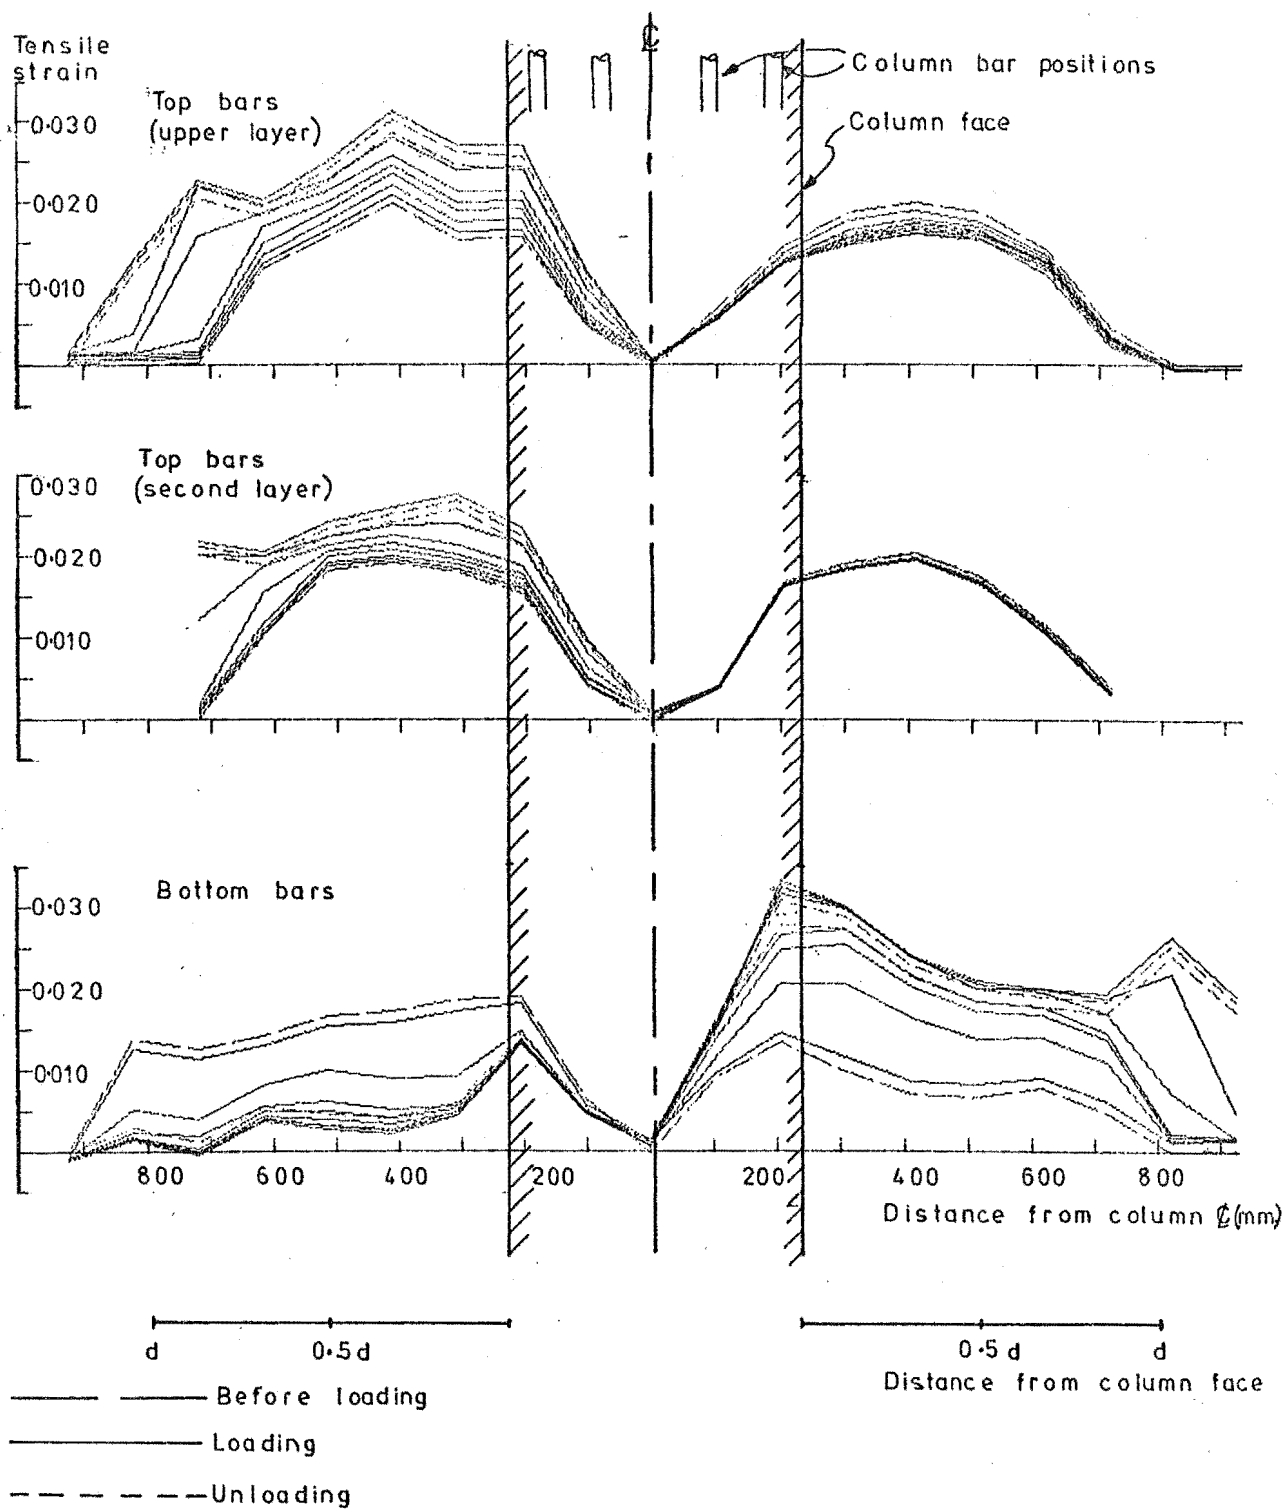 ℄
Tensile
strain
Column bar positions
Top bars
(upper layer)
0·030
Column face
0·020
0·010
Top bars
(second layer)
0·030
0·020
0·010
Bottom bars
0·030
0·020
0·010
800 600 400 200 200 400 600 800
Distance from column ℄ (mm)
d 0·5d 0·5d d
Distance from column face
Before loading
Loading
Unloading